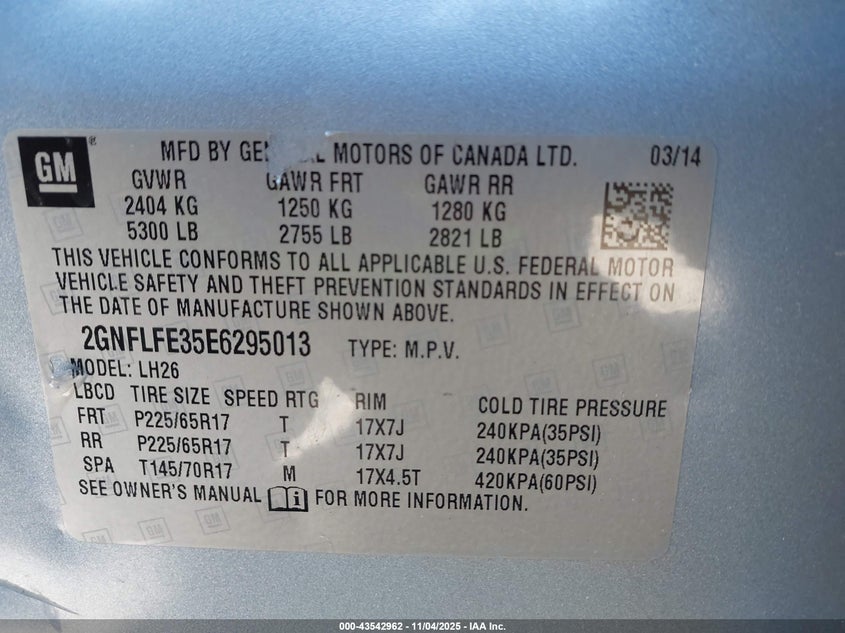 GM ®
MFD BY MOTORS OF CANADA LTD. 03/14
GVWR GAWR FRT GAWR RR
2404 KG 1250 KG 1280 KG
5300 LB 2755 LB 2821 LB
THIS VEHICLE CONFORMS TO ALL APPLICABLE U.S. FEDERAL MOTOR
VEHICLE SAFETY AND THEFT PREVENTION STANDARDS IN EFFECT ON
THE DATE OF MANUFACTURE SHOWN ABOVE.
2GNFLFE35E6295013 TYPE: M.P.V.
MODEL: LH26
LBCD TIRE SIZE SPEED RTG RIM COLD TIRE PRESSURE
FRT P225/65R17 T 17X7J 240KPA(35PSI)
RR P225/65R17 T 17X7J 240KPA(35PSI)
SPA T145/70R17 M 17X4.5T 420KPA(60PSI)
SEE OWNER'S MANUAL i FOR MORE INFORMATION.
000-43542962 - 11/04/2025 - IAA Inc.